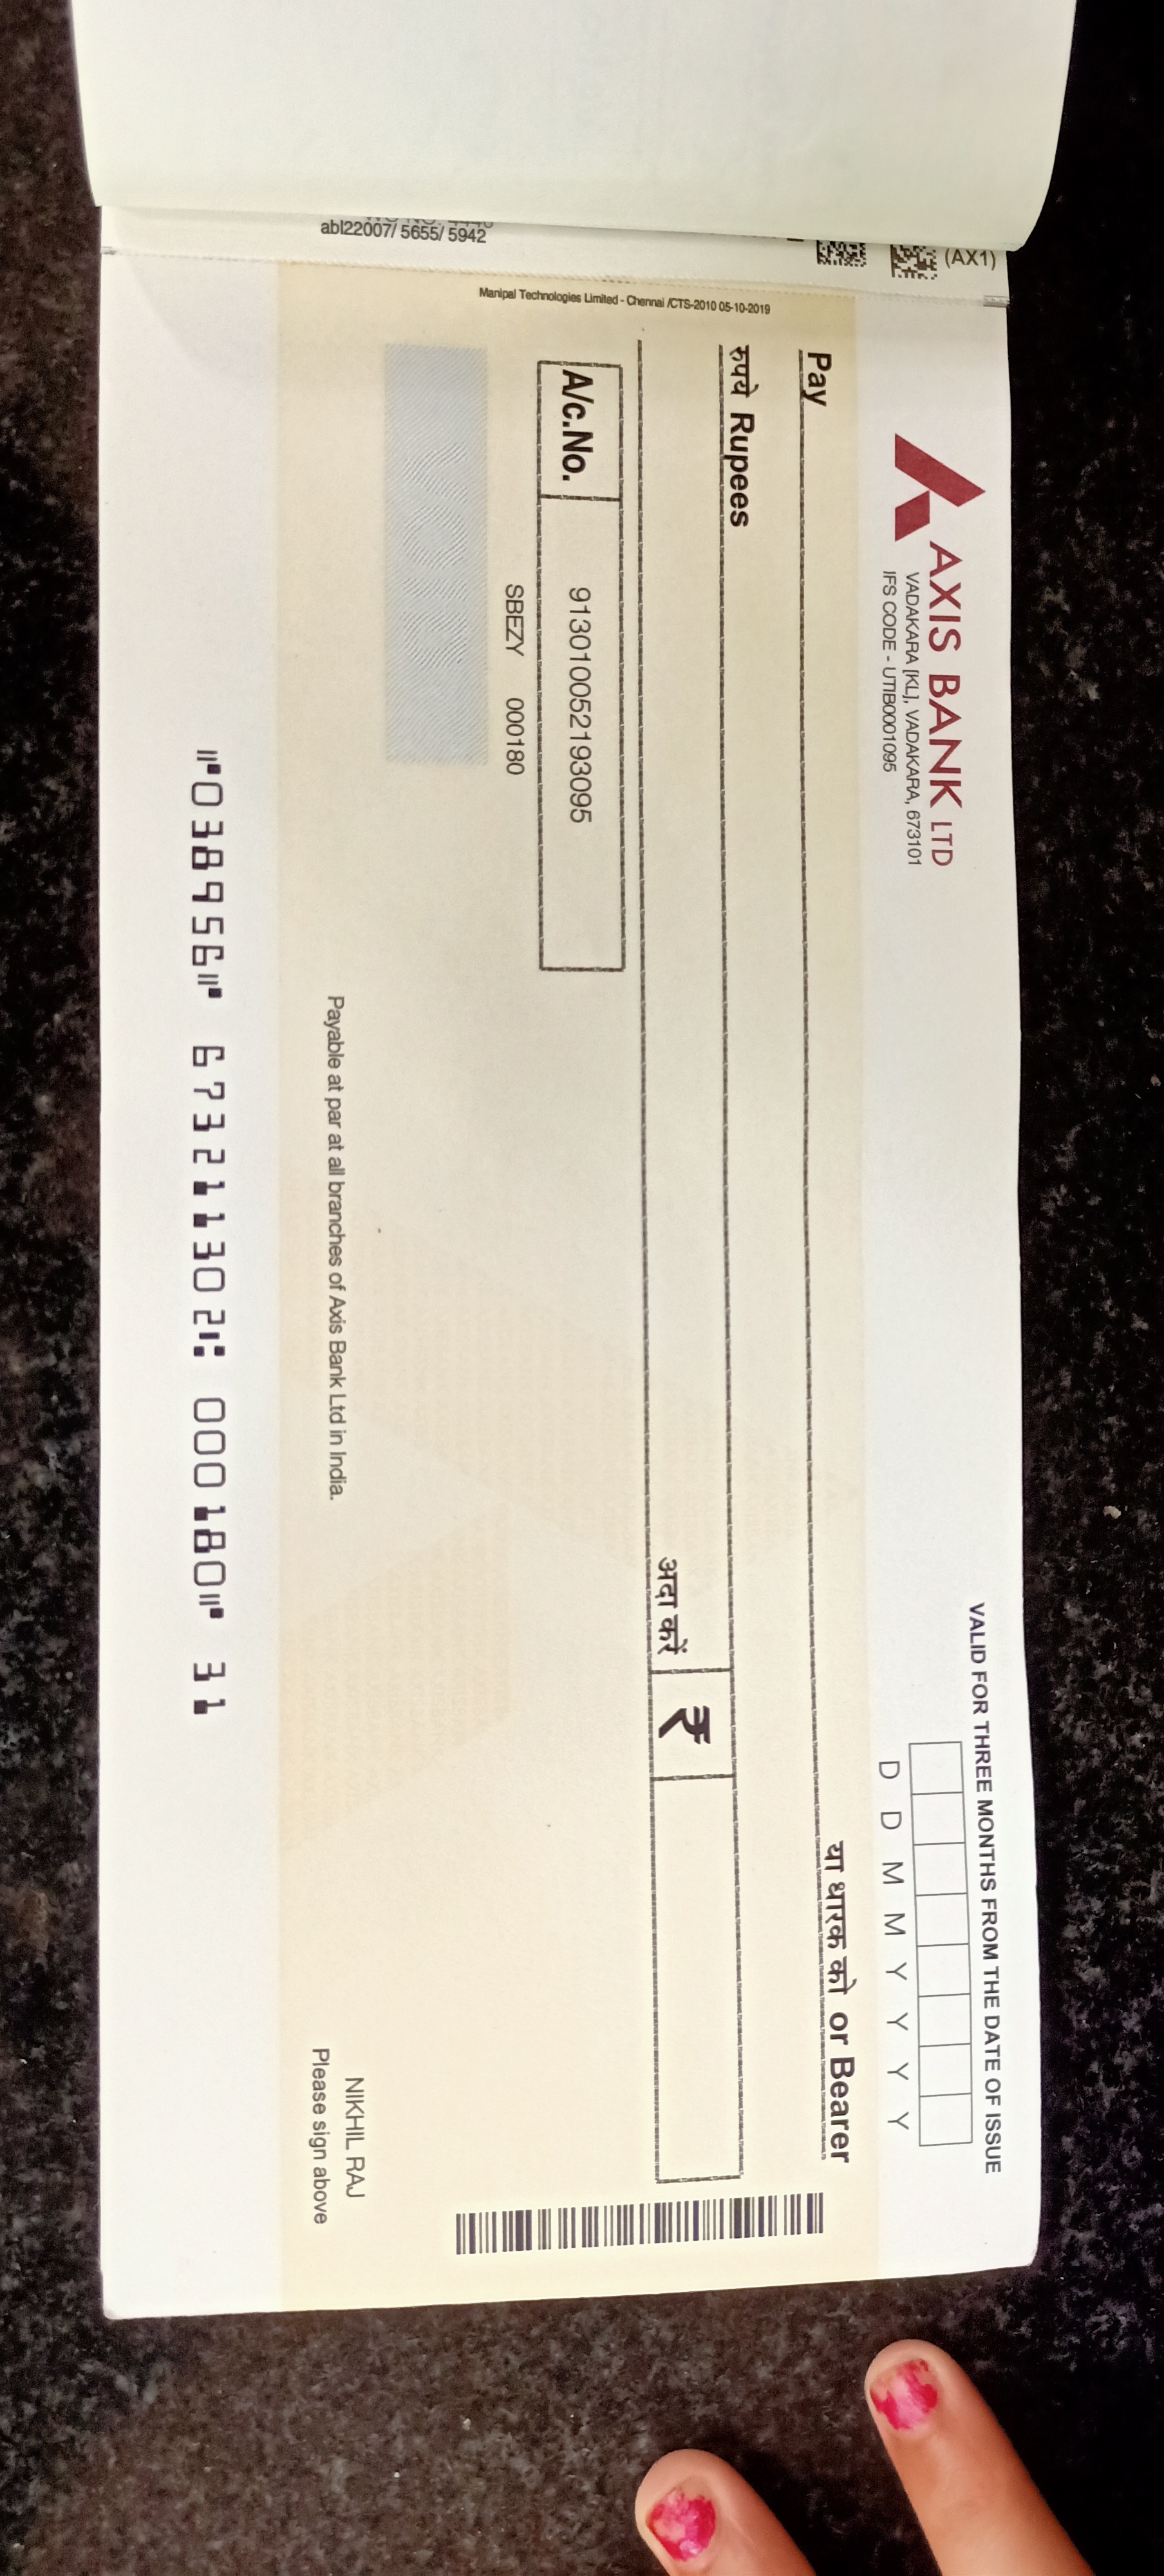 (AX1)
abl22007/ 5655/ 5942
Manipal Technologies Limited - Chennai /CTS-2010 05-10-2019
AXIS BANK LTD
VADAKARA [KL], VADAKARA, 673101
IFS CODE - UTIB0001095
VALID FOR THREE MONTHS FROM THE DATE OF ISSUE
D D M M Y Y Y Y
Pay
या धारक को or Bearer
रुपये Rupees
अदा करें ₹
A/c.No. 913010052193095
SBEZY 000180
VOID
Payable at par at all branches of Axis Bank Ltd in India.
NIKHIL RAJ
Please sign above
⑈038956⑈ 673211302⑆ 000180⑈ 31